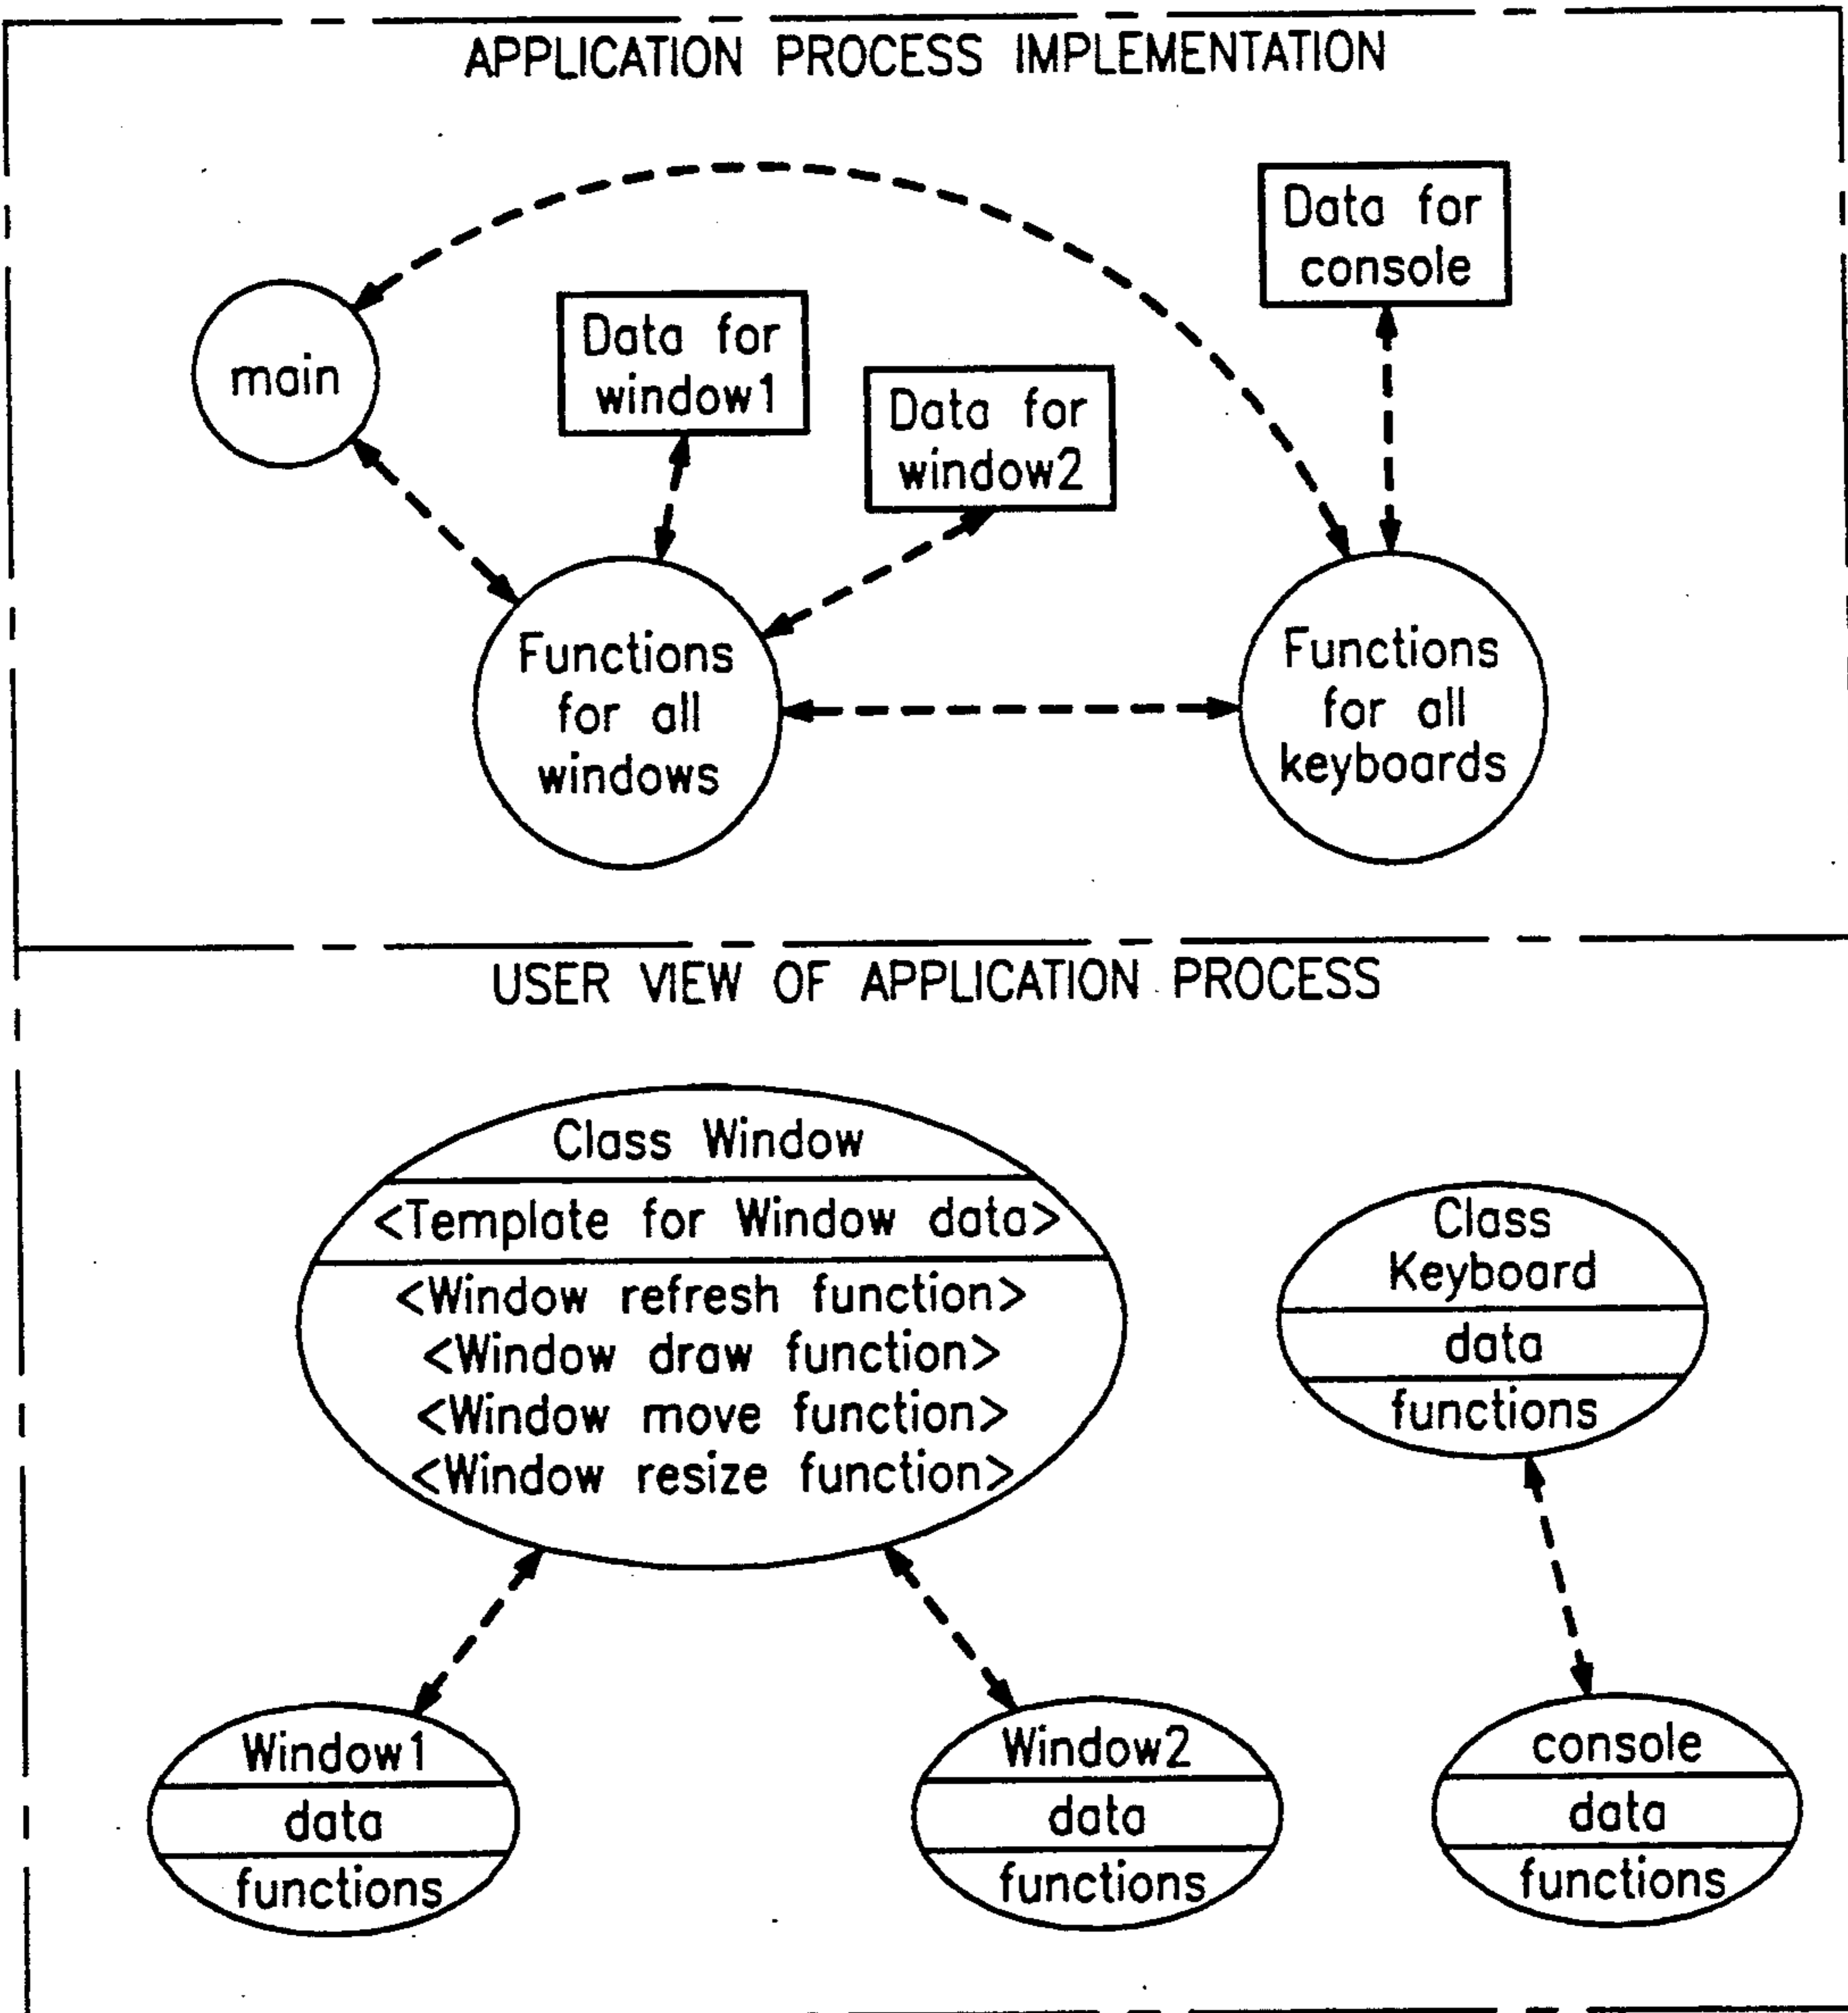 APPLICATION PROCESS IMPLEMENTATION
main
Data for
window1
Data for
window2
Data for
console
Functions
for all
windows
Functions
for all
keyboards
USER VIEW OF APPLICATION PROCESS
Class Window
<Template for Window data>
<Window refresh function>
<Window draw function>
<Window move function>
<Window resize function>
Class
Keyboard
data
functions
Window1
data
functions
Window2
data
functions
console
data
functions